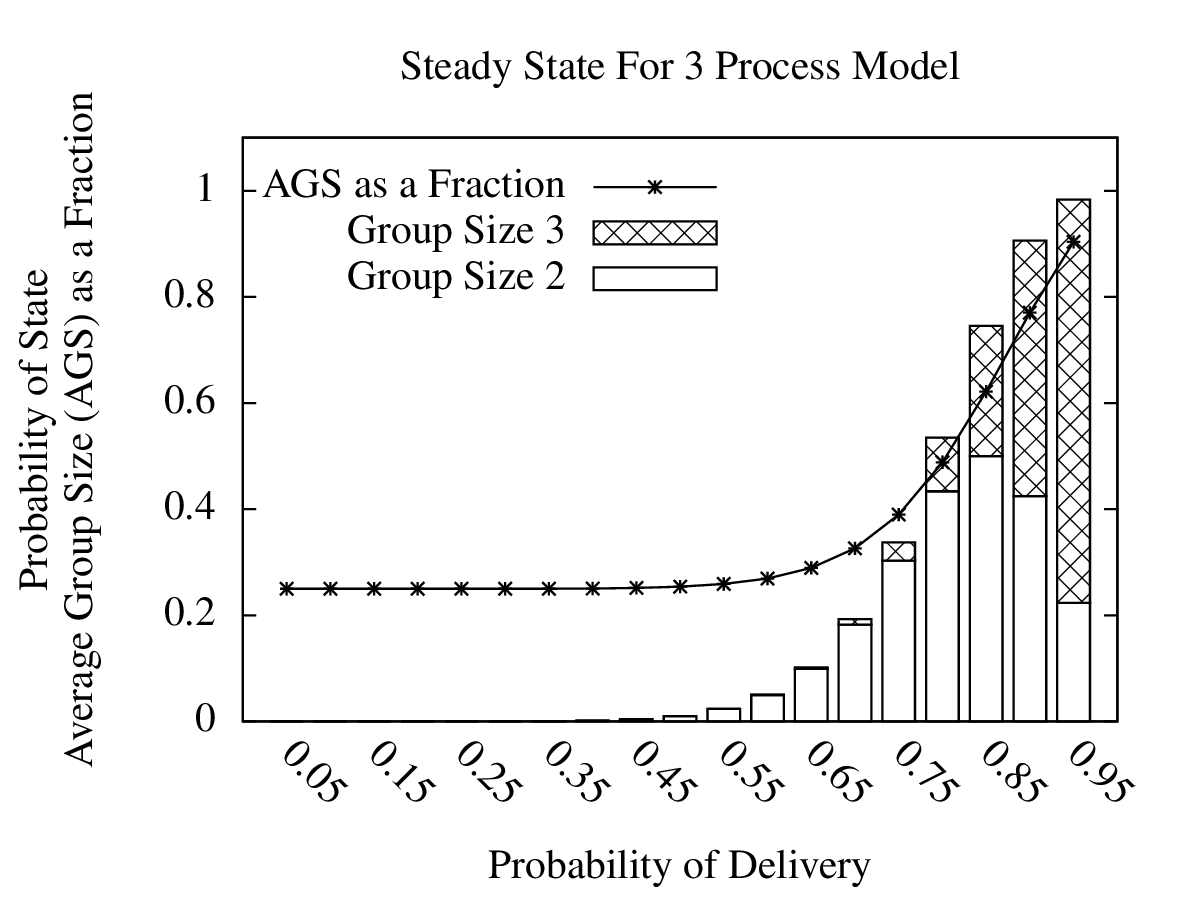 Steady State For 3 Process Model
Probability of State
Average Group Size (AGS) as a Fraction
AGS as a Fraction
Group Size 3
Group Size 2
1
0.8
0.6
0.4
0.2
0
0.05
0.15
0.25
0.35
0.45
0.55
0.65
0.75
0.85
0.95
Probability of Delivery